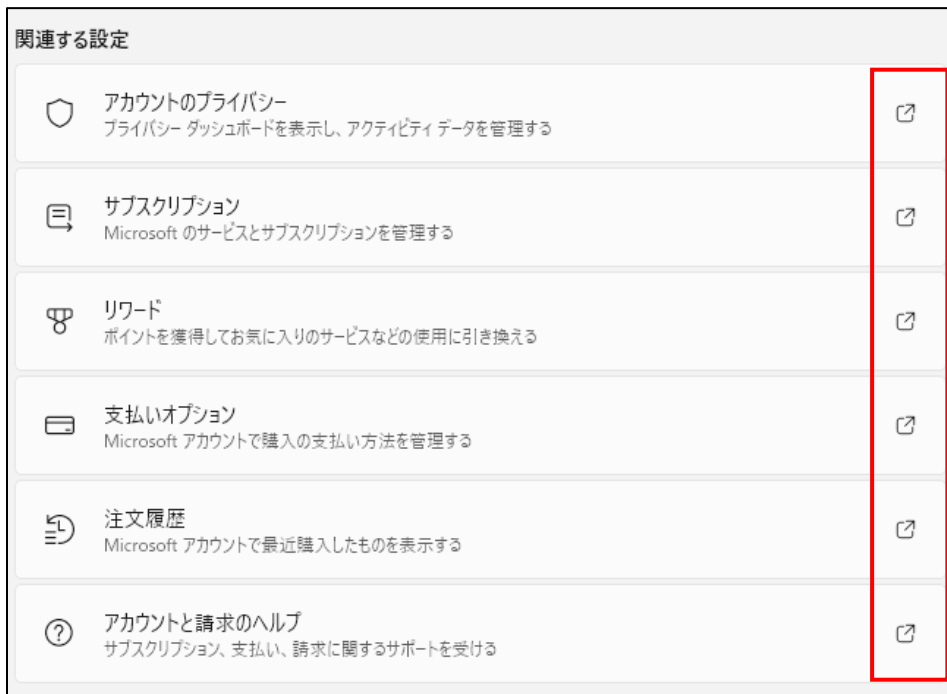 関連する設定
アカウントのプライバシー
プライバシー ダッシュボードを表示し、アクティビティ データを管理する
サブスクリプション
Microsoft のサービスとサブスクリプションを管理する
リワード
ポイントを獲得してお気に入りのサービスなどの使用に引き換える
支払いオプション
Microsoft アカウントで購入の支払い方法を管理する
注文履歴
Microsoft アカウントで最近購入したものを表示する
アカウントと請求のヘルプ
サブスクリプション、支払い、請求に関するサポートを受ける